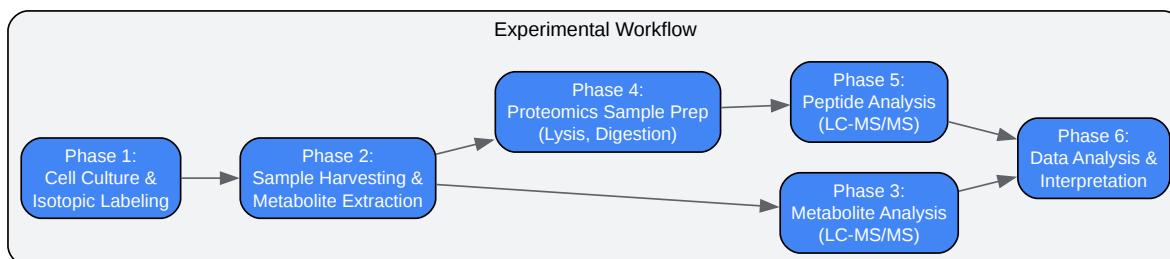 Experimental Workflow
Phase 1:
Cell Culture &
Isotopic Labeling
Phase 2:
Sample Harvesting &
Metabolite Extraction
Phase 4:
Proteomics Sample Prep
(Lysis, Digestion)
Phase 5:
Peptide Analysis
(LC-MS/MS)
Phase 3:
Metabolite Analysis
(LC-MS/MS)
Phase 6:
Data Analysis &
Interpretation